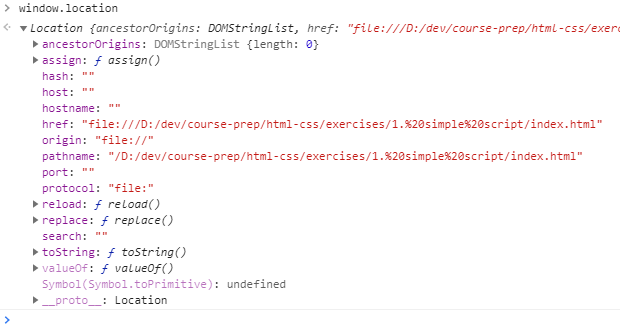 window.location
Location {ancestorOrigins: DOMStringList, href: "file:///D:/dev/course-prep/html-css/exerc
ancestorOrigins: DOMStringList {length: 0}
assign: ƒ assign()
hash: ""
host: ""
hostname: ""
href: "file:///D:/dev/course-prep/html-css/exercises/1.%20simple%20script/index.html"
origin: "file://"
pathname: "/D:/dev/course-prep/html-css/exercises/1.%20simple%20script/index.html"
port: ""
protocol: "file:"
reload: ƒ reload()
replace: ƒ replace()
search: ""
toString: ƒ toString()
valueOf: ƒ valueOf()
Symbol(Symbol.toPrimitive): undefined
__proto__: Location